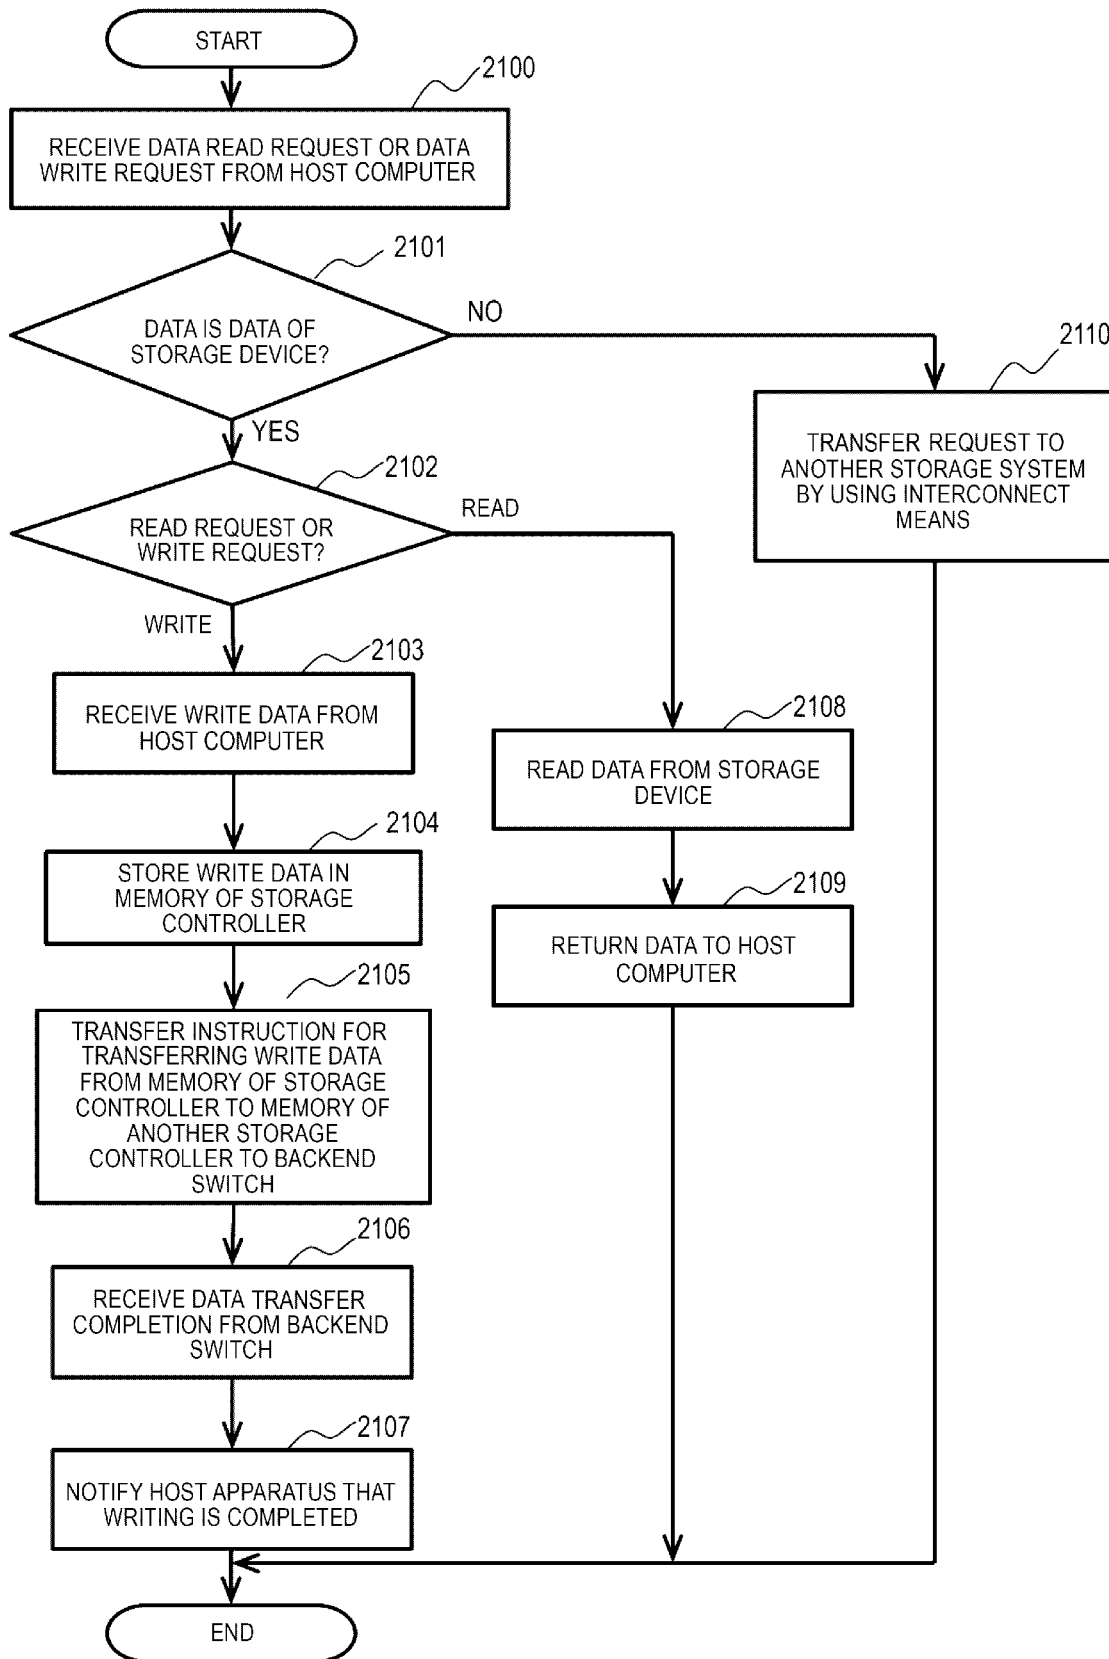 START
2100
RECEIVE DATA READ REQUEST OR DATA
WRITE REQUEST FROM HOST COMPUTER
2101
DATA IS DATA OF
STORAGE DEVICE?
NO
YES
2110
TRANSFER REQUEST TO
ANOTHER STORAGE SYSTEM
BY USING INTERCONNECT
MEANS
2102
READ REQUEST OR
WRITE REQUEST?
READ
WRITE
2103
RECEIVE WRITE DATA FROM
HOST COMPUTER
2108
READ DATA FROM STORAGE
DEVICE
2104
STORE WRITE DATA IN
MEMORY OF STORAGE
CONTROLLER
2109
RETURN DATA TO HOST
COMPUTER
2105
TRANSFER INSTRUCTION FOR
TRANSFERRING WRITE DATA
FROM MEMORY OF STORAGE
CONTROLLER TO MEMORY OF
ANOTHER STORAGE
CONTROLLER TO BACKEND
SWITCH
2106
RECEIVE DATA TRANSFER
COMPLETION FROM BACKEND
SWITCH
2107
NOTIFY HOST APPARATUS THAT
WRITING IS COMPLETED
END